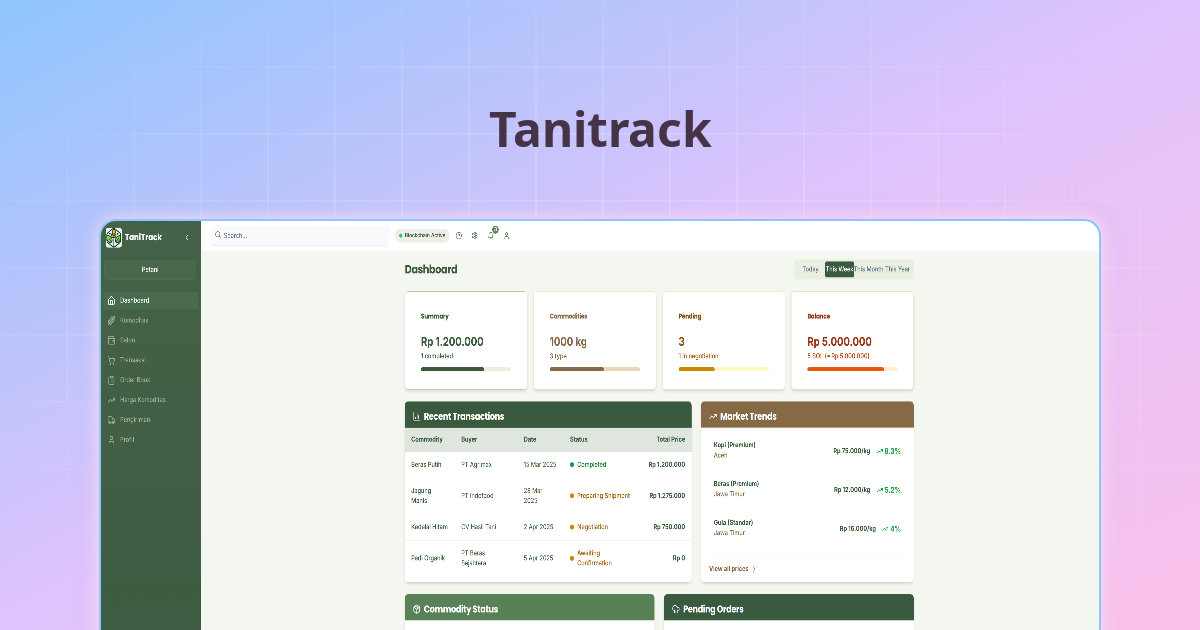 Tanitrack
TaniTrack
Petani
Dashboard
Komoditas
Saldo
Transaksi
Order Book
Harga Komoditas
Pengiriman
Profil
Search...
Blockchain Active
3
Dashboard
Today This Week This Month This Year
Summary
Rp 1.200.000
1 completed
Commodities
1000 kg
3 type
Pending
3
1 in negotiation
Balance
Rp 5.000.000
5 SOL (≈ Rp 5.000.000)
Recent Transactions
Commodity Buyer Date Status Total Price
Beras Putih PT Agrimax 15 Mar 2025 Completed Rp 1.200.000
Jagung Manis PT Indofood 28 Mar 2025 Preparing Shipment Rp 1.275.000
Kedelai Hitam CV Hasil Tani 2 Apr 2025 Negotiation Rp 750.000
Padi Organik PT Beras Sejahtera 5 Apr 2025 Awaiting Confirmation Rp 0
Market Trends
Kopi (Premium)
Aceh
Rp 75.000/kg 8.3%
Beras (Premium)
Jawa Timur
Rp 12.000/kg 5.2%
Gula (Standar)
Jawa Timur
Rp 16.000/kg 4%
View all prices
Commodity Status
Pending Orders